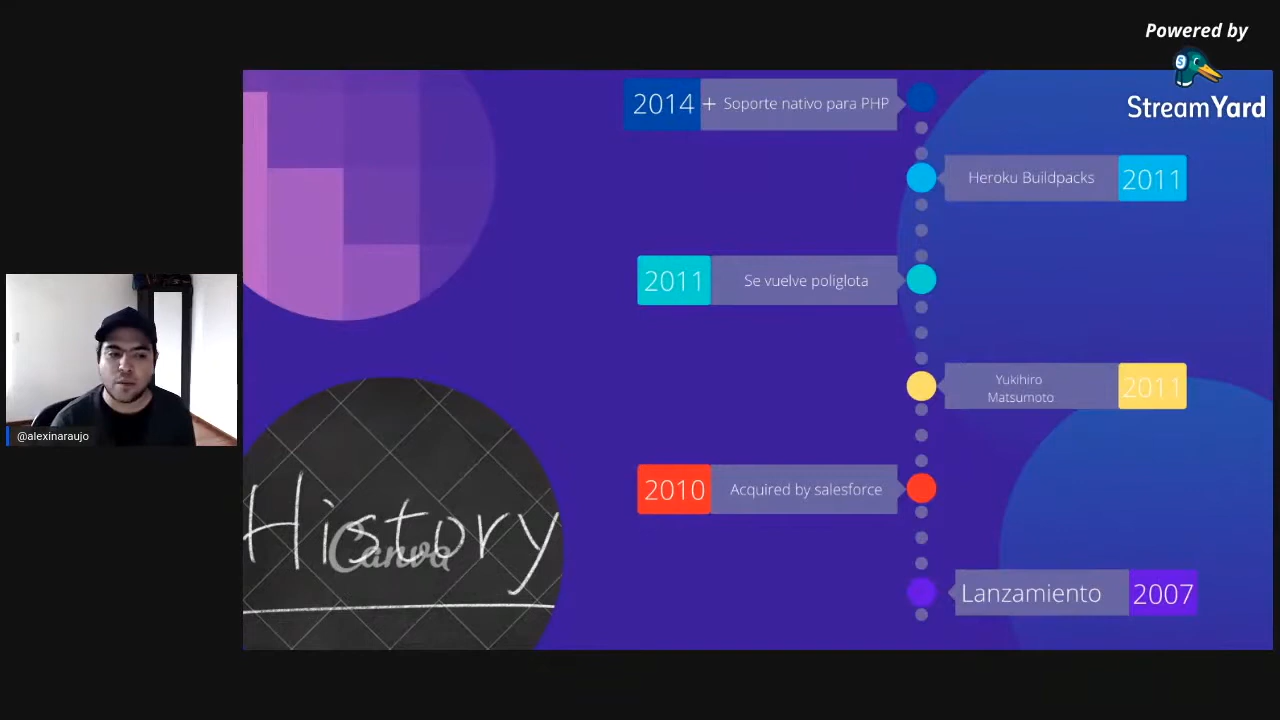 Powered by
StreamYard
2014 + Soporte nativo para PHP
Heroku Buildpacks 2011
2011 Se vuelve poliglota
Yukihiro
Matsumoto
2011
2010 Acquired by salesforce
History
Canva
Lanzamiento 2007
@alexinaraujo